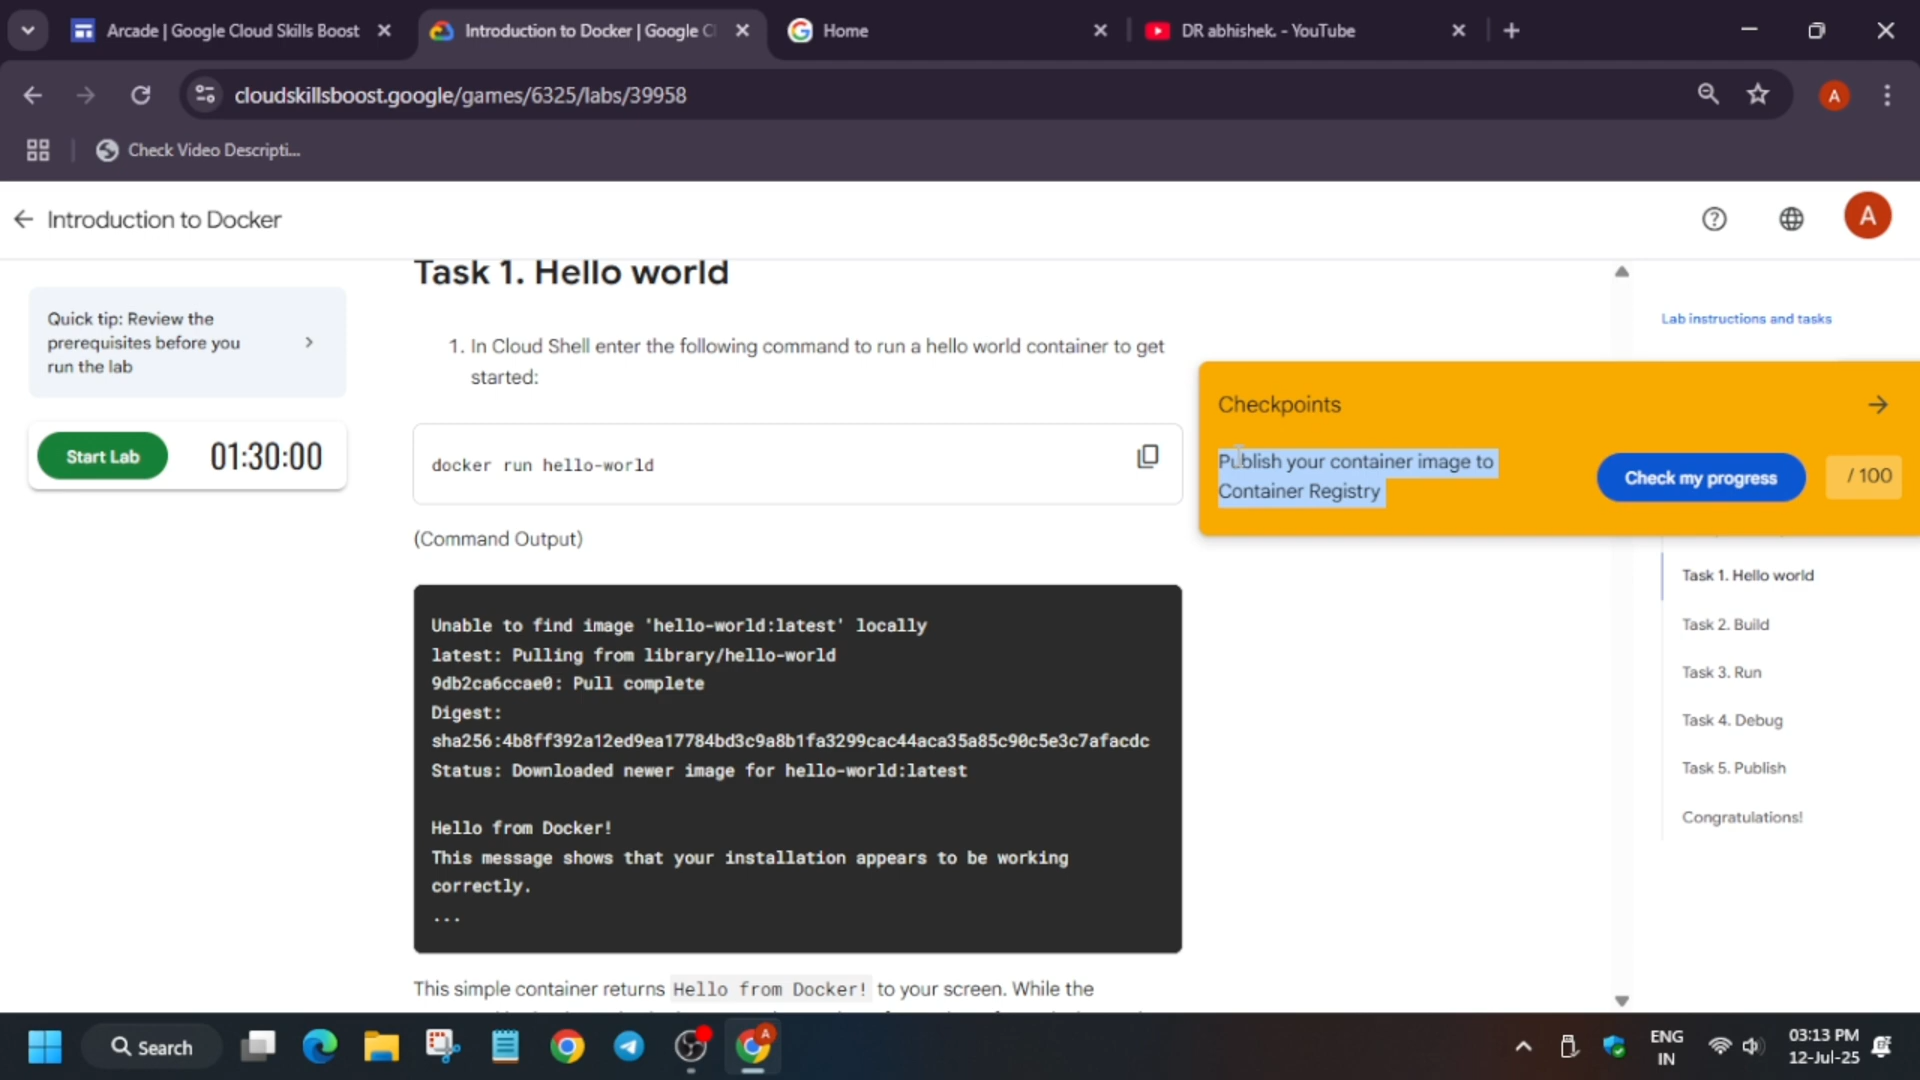 Arcade | Google Cloud Skills Boost
Introduction to Docker | Google C
Home
DR abhishek. - YouTube
cloudskillsboost.google/games/6325/labs/39958
A
Check Video Descripti...
Introduction to Docker
A
Quick tip: Review the
prerequisites before you
run the lab
Start Lab
01:30:00
Task 1. Hello world
1. In Cloud Shell enter the following command to run a hello world container to get
started:
docker run hello-world
(Command Output)
Unable to find image 'hello-world:latest' locally
latest: Pulling from library/hello-world
9db2ca6ccae0: Pull complete
Digest:
sha256:4b8ff392a12ed9ea17784bd3c9a8b1fa3299cac44aca35a85c90c5e3c7afacdc
Status: Downloaded newer image for hello-world:latest
Hello from Docker!
This message shows that your installation appears to be working
correctly.
...
This simple container returns Hello from Docker! to your screen. While the
Lab instructions and tasks
Checkpoints
Publish your container image to
Container Registry
Check my progress
/ 100
Task 1. Hello world
Task 2. Build
Task 3. Run
Task 4. Debug
Task 5. Publish
Congratulations!
Search
A
ENG
IN
03:13 PM
12-Jul-25